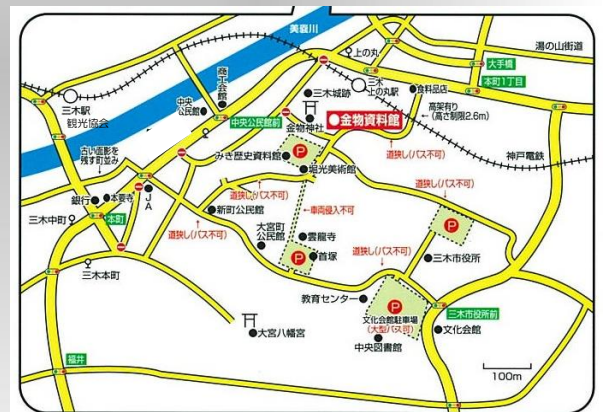 美嚢川
湯の山街道
上の丸
大手橋
本町1丁目
商工会館
三木城跡
三木
上の丸駅
食料品店
三木駅
観光協会
中央
公民館
中央公民館前
金物神社
金物資料館
高架有り
(高さ制限2.6m)
神戸電鉄
古い面影を
残す町並み
みき歴史資料館
P
堀光美術館
道狭し(バス不可)
道狭し(バス不可)
銀行
本要寺
JA
新町公民館
車両侵入不可
三木中町
本町
道狭し(バス不可)
大宮町
公民館
雲龍寺
P
首塚
道狭し(バス不可)
P
三木市役所
三木本町
教育センター
P
文化会館駐車場
(大型バス可)
三木市役所前
大宮八幡宮
中央図書館
文化会館
福井
100m